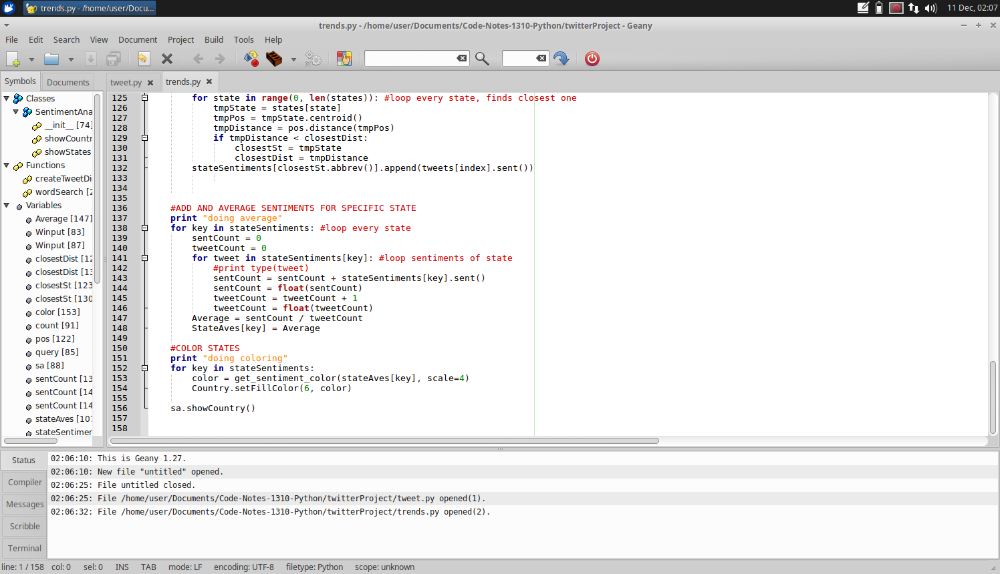 trends.py - /home/user/Docu...
11 Dec, 02:07
trends.py - /home/user/Documents/Code-Notes-1310-Python/twitterProject - Geany
File Edit Search View Document Project Build Tools Help
Symbols Documents
tweet.py trends.py
Classes
SentimentAna
__init__ [74]
showCountr
showStates
Functions
createTweetDi
wordSearch [2
Variables
Average [147]
Winput [83]
Winput [87]
closestDist [12
closestDist [13
closestSt [123
closestSt [130
color [153]
count [91]
pos [122]
query [85]
sa [88]
sentCount [13
sentCount [14
sentCount [14
stateAves [107
stateSentimer
125 for state in range(0, len(states)): #loop every state, finds closest one
126 tmpState = states[state]
127 tmpPos = tmpState.centroid()
128 tmpDistance = pos.distance(tmpPos)
129 if tmpDistance < closestDist:
130 closestSt = tmpState
131 closestDist = tmpDistance
132 stateSentiments[closestSt.abbrev()].append(tweets[index].sent())
133
134
135
136 #ADD AND AVERAGE SENTIMENTS FOR SPECIFIC STATE
137 print "doing average"
138 for key in stateSentiments: #loop every state
139 sentCount = 0
140 tweetCount = 0
141 for tweet in stateSentiments[key]: #loop sentiments of state
142 #print type(tweet)
143 sentCount = sentCount + stateSentiments[key].sent()
144 sentCount = float(sentCount)
145 tweetCount = tweetCount + 1
146 tweetCount = float(tweetCount)
147 Average = sentCount / tweetCount
148 StateAves[key] = Average
149
150 #COLOR STATES
151 print "doing coloring"
152 for key in stateSentiments:
153 color = get_sentiment_color(stateAves[key], scale=4)
154 Country.setFillColor(6, color)
155
156 sa.showCountry()
157
158
Status
Compiler
Messages
Scribble
Terminal
02:06:10: This is Geany 1.27.
02:06:10: New file "untitled" opened.
02:06:25: File untitled closed.
02:06:25: File /home/user/Documents/Code-Notes-1310-Python/twitterProject/tweet.py opened(1).
02:06:32: File /home/user/Documents/Code-Notes-1310-Python/twitterProject/trends.py opened(2).
line: 1 / 158 col: 0 sel: 0 INS TAB mode: LF encoding: UTF-8 filetype: Python scope: unknown